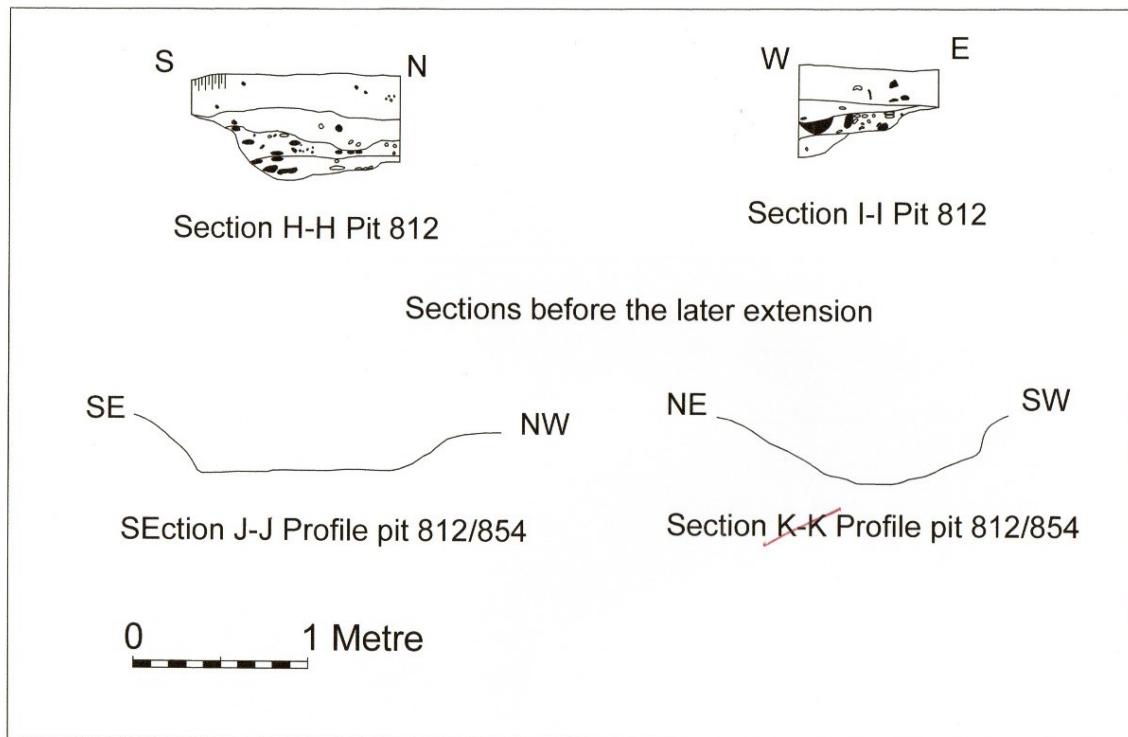 S N
W E
Section H-H Pit 812
Section I-I Pit 812
Sections before the later extension
SE NW
NE SW
SEction J-J Profile pit 812/854
Section K-K Profile pit 812/854
0 1 Metre